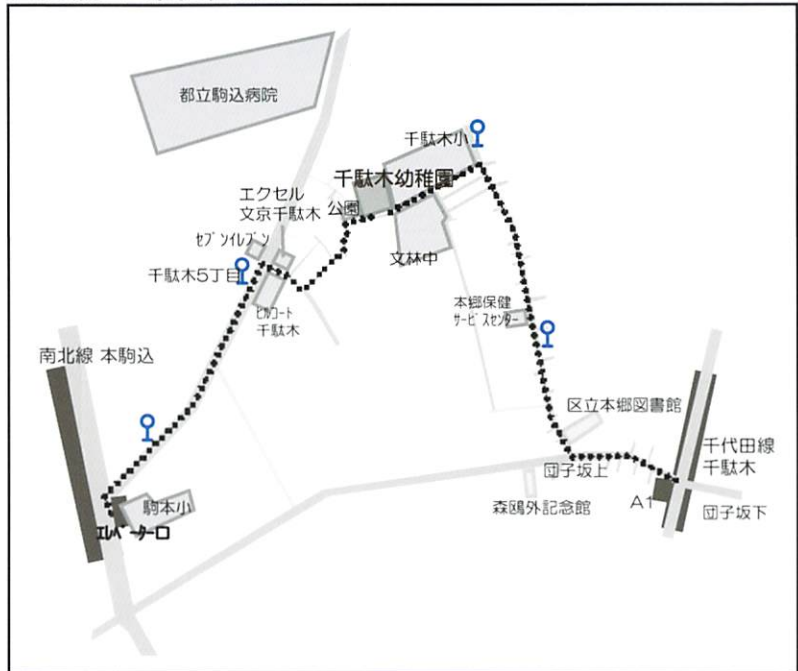 都立駒込病院
千駄木小
千駄木幼稚園
エクセル
文京千駄木
公園
セブンイレブン
文林中
千駄木5丁目
ヒルコート
千駄木
本郷保健
サービスセンター
南北線 本駒込
区立本郷図書館
千代田線
千駄木
団子坂上
駒本小
森鴎外記念館
A1
団子坂下
エレベーター口